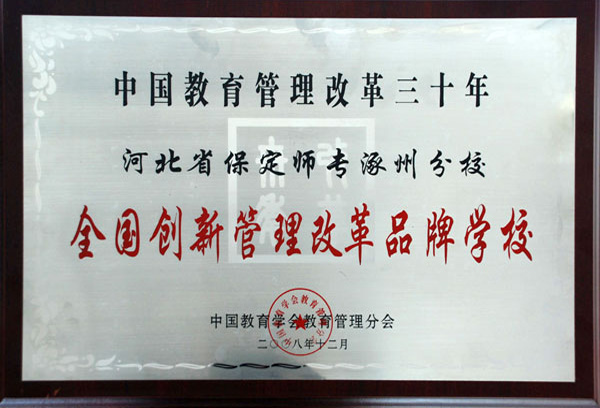 中国教育管理改革三十年
河北省保定师专涿州分校
全国创新管理改革品牌学校
中国教育学会教育管理分会
二〇〇八年十二月